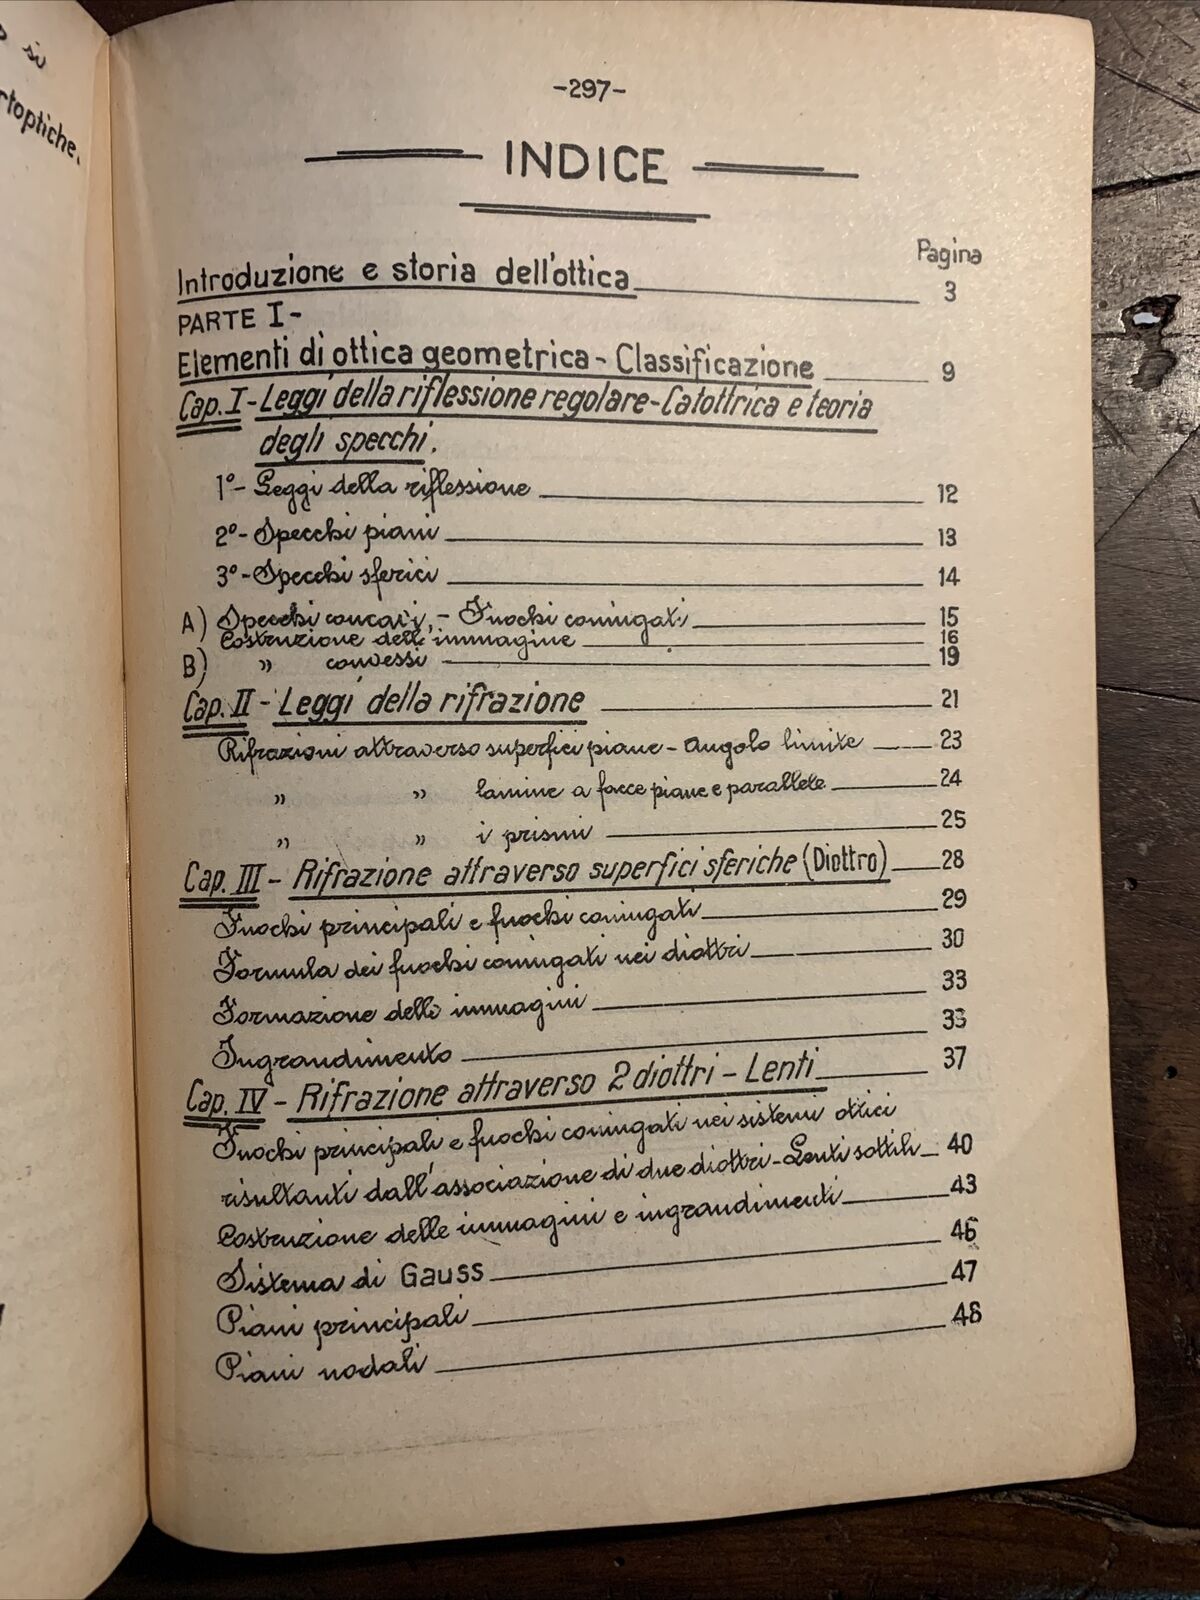 si
rtoptiche.
-297-
INDICE
Pagina
Introduzione e storia dell'ottica 3
PARTE I-
Elementi di ottica geometrica - Classificazione 9
Cap. I - Leggi della riflessione regolare - Catottrica e teoria
degli specchi.
1°- Leggi della riflessione 12
2°- Specchi piani 13
3°- Specchi sferici 14
A) Specchi concavi, - Fuochi coniugati 15
Costruzione dell'immagine 16
B) " convessi 19
Cap. II - Leggi della rifrazione 21
Rifrazioni attraverso superfici piane - Angolo limite 23
" " lamine a facce piane e parallele 24
" " i prismi 25
Cap. III - Rifrazione attraverso superfici sferiche (Diottro) 28
Fuochi principali e fuochi coniugati 29
Formula dei fuochi coniugati nei diottri 30
Formazione delle immagini 33
Ingrandimento 35
Cap. IV - Rifrazione attraverso 2 diottri - Lenti 37
Fuochi principali e fuochi coniugati nei sistemi ottici
risultanti dall'associazione di due diottri - Lenti sottili 40
Costruzione delle immagini e ingrandimenti 43
Sistema di Gauss 46
Piani principali 47
Piani nodali 48